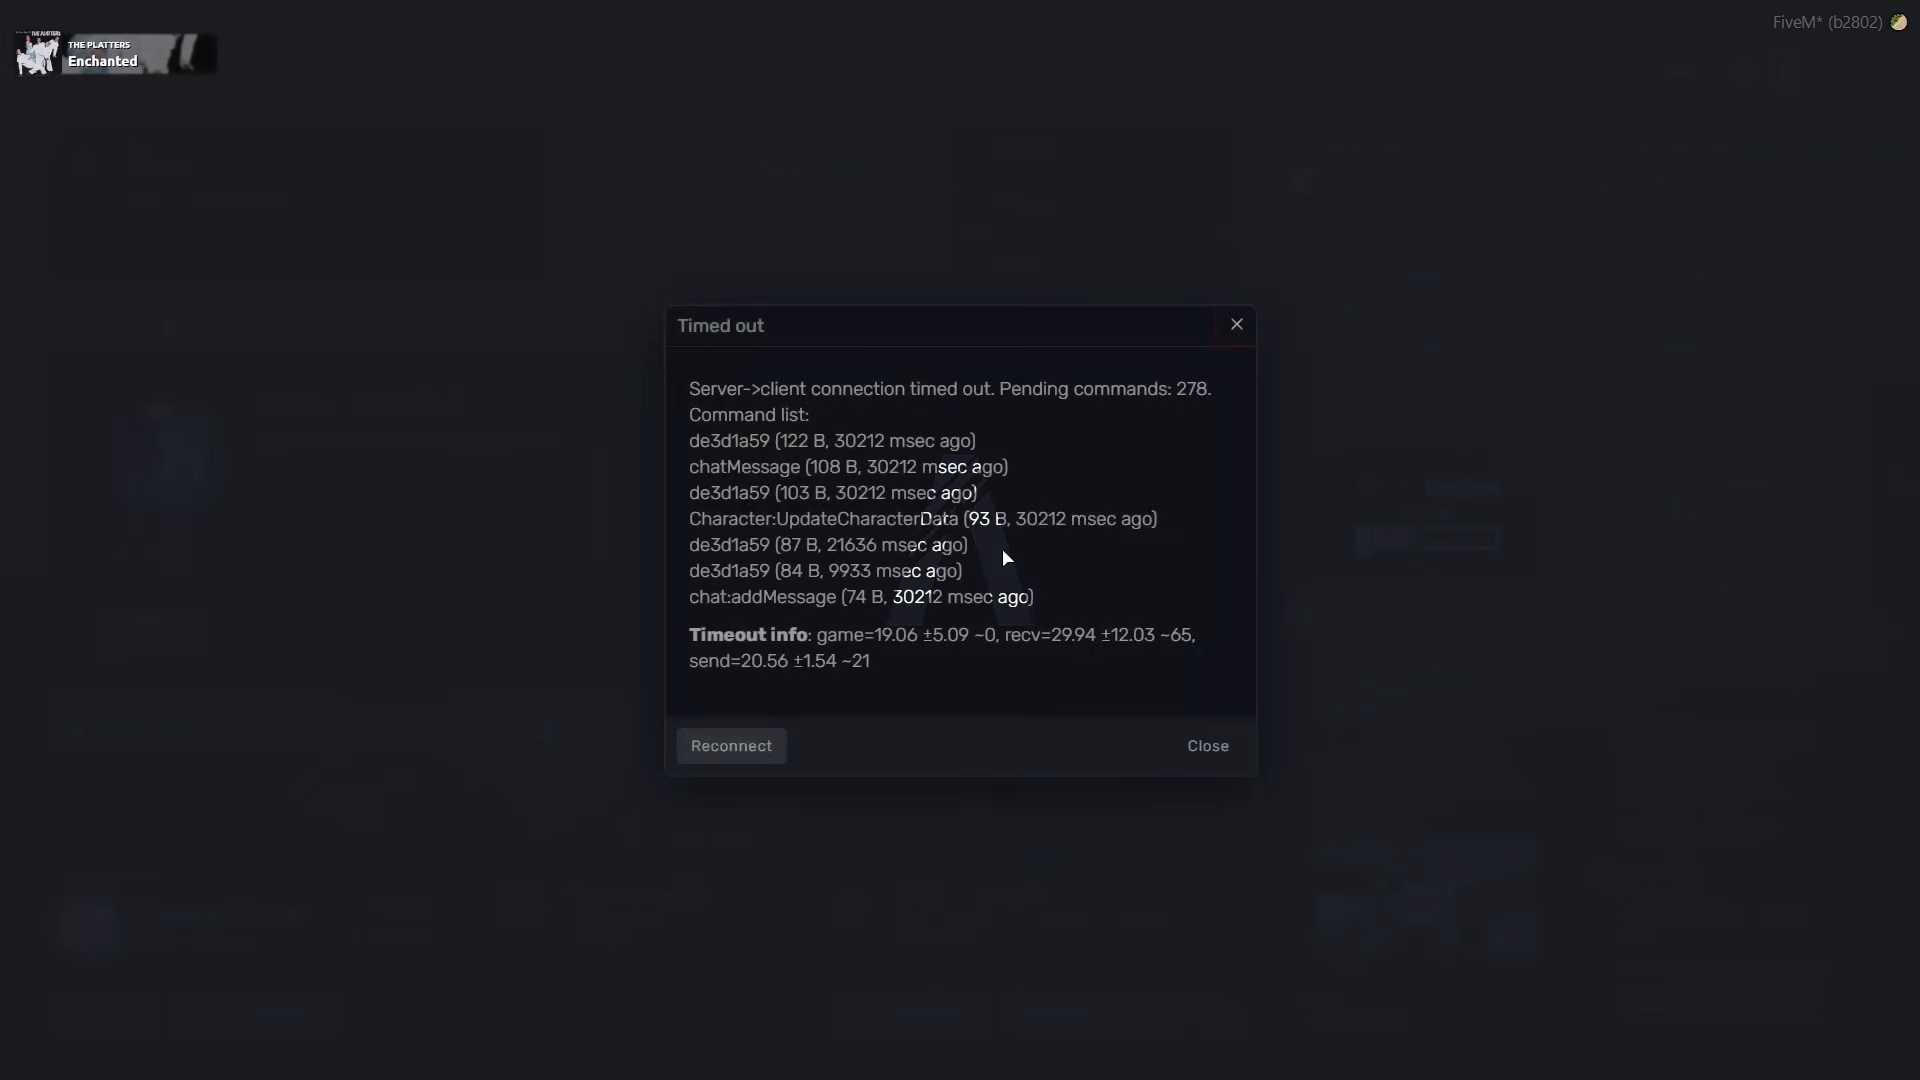 FiveM* (b2802)
THE PLATTERS
Enchanted
Timed out
Server->client connection timed out. Pending commands: 278.
Command list:
de3d1a59 (122 B, 30212 msec ago)
chatMessage (108 B, 30212 msec ago)
de3d1a59 (103 B, 30212 msec ago)
Character:UpdateCharacterData (93 B, 30212 msec ago)
de3d1a59 (87 B, 21636 msec ago)
de3d1a59 (84 B, 9933 msec ago)
chat:addMessage (74 B, 30212 msec ago)
Timeout info: game=19.06 ±5.09 ~0, recv=29.94 ±12.03 ~65,
send=20.56 ±1.54 ~21
Reconnect
Close